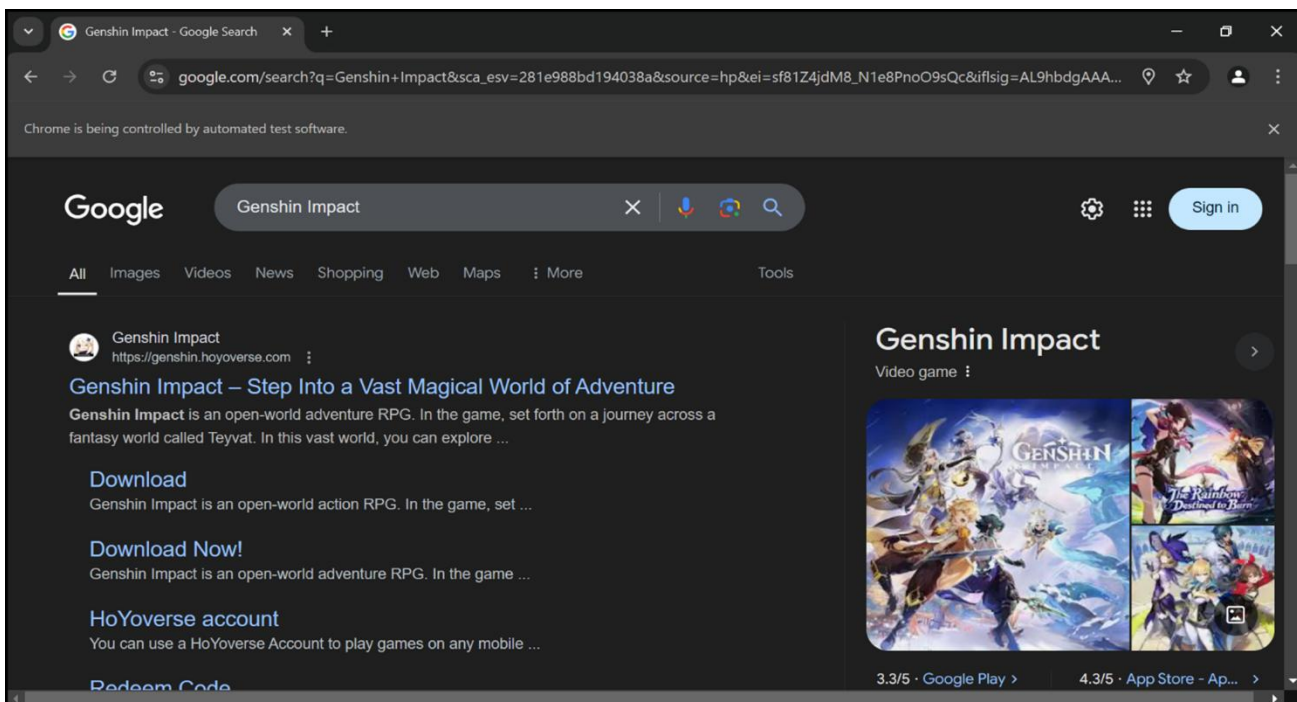 Genshin Impact - Google Search
google.com/search?q=Genshin+Impact&sca_esv=281e988bd194038a&source=hp&ei=sf81Z4jdM8_N1e8PnoO9sQc&iflsig=AL9hbdgAAA...
Chrome is being controlled by automated test software.
Google
Genshin Impact
Sign in
All Images Videos News Shopping Web Maps More Tools
Genshin Impact
https://genshin.hoyoverse.com
Genshin Impact – Step Into a Vast Magical World of Adventure
Genshin Impact is an open-world adventure RPG. In the game, set forth on a journey across a
fantasy world called Teyvat. In this vast world, you can explore ...
Download
Genshin Impact is an open-world action RPG. In the game, set ...
Download Now!
Genshin Impact is an open-world adventure RPG. In the game ...
HoYoverse account
You can use a HoYoverse Account to play games on any mobile ...
Redeem Code
Genshin Impact
Video game
GENSHIN
IMPACT
The Rainbow
Destined to Burn
3.3/5 · Google Play >
4.3/5 · App Store - Ap... >